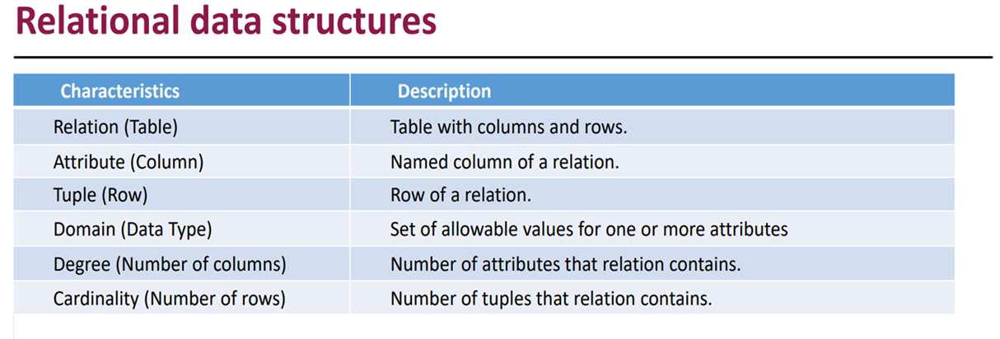 Relational data structures
Characteristics Description
Relation (Table) Table with columns and rows.
Attribute (Column) Named column of a relation.
Tuple (Row) Row of a relation.
Domain (Data Type) Set of allowable values for one or more attributes
Degree (Number of columns) Number of attributes that relation contains.
Cardinality (Number of rows) Number of tuples that relation contains.